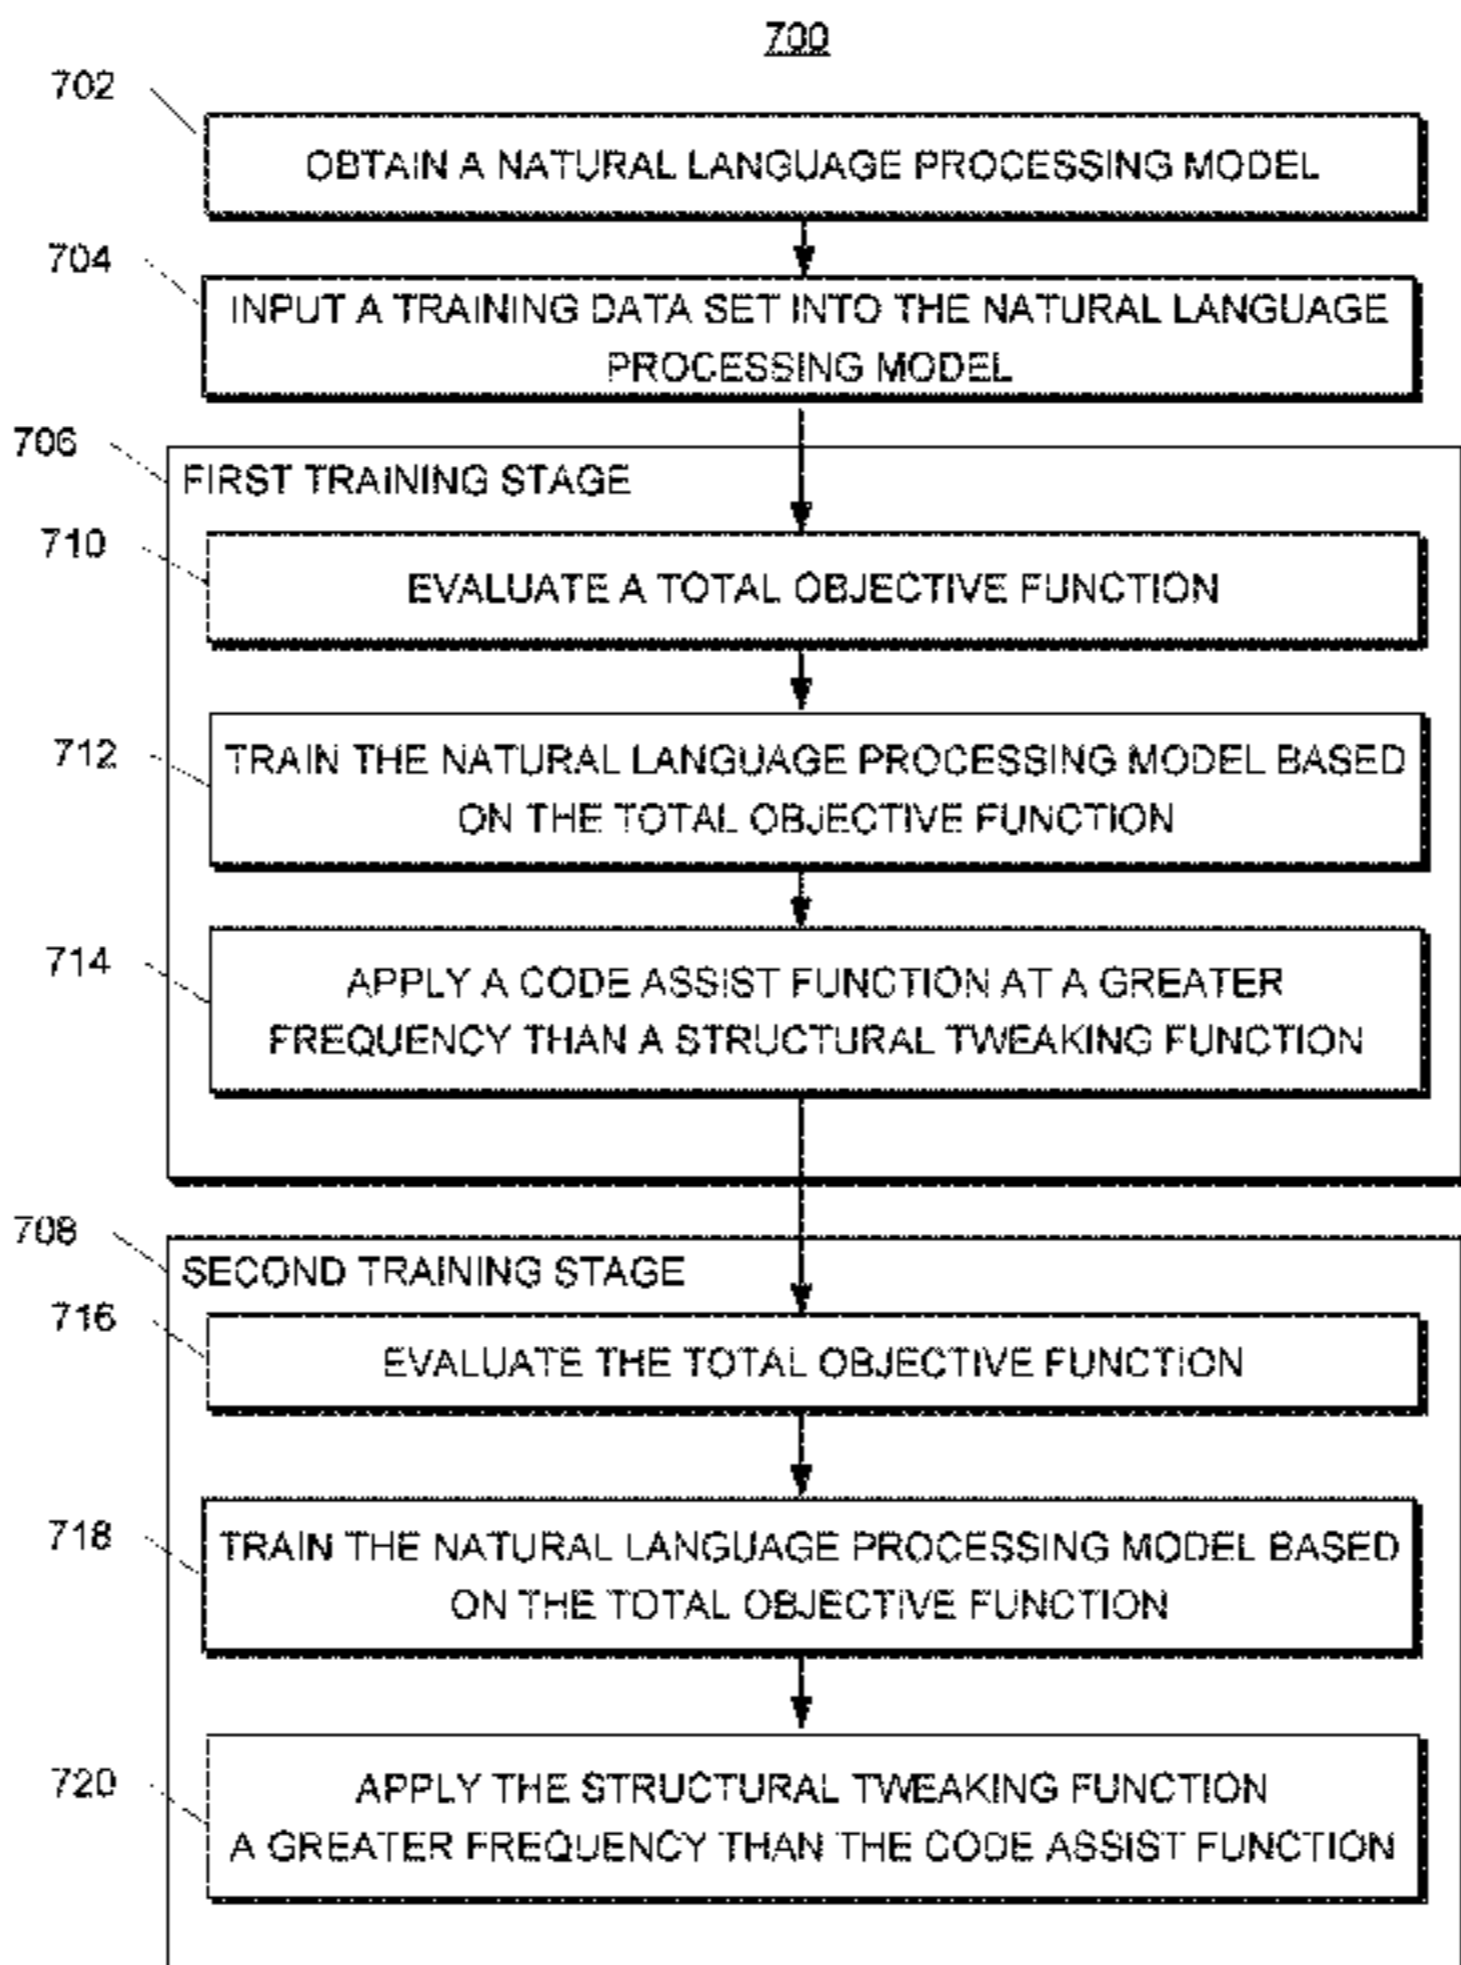 700
702
OBTAIN A NATURAL LANGUAGE PROCESSING MODEL
704
INPUT A TRAINING DATA SET INTO THE NATURAL LANGUAGE
PROCESSING MODEL
706
FIRST TRAINING STAGE
710
EVALUATE A TOTAL OBJECTIVE FUNCTION
712
TRAIN THE NATURAL LANGUAGE PROCESSING MODEL BASED
ON THE TOTAL OBJECTIVE FUNCTION
714
APPLY A CODE ASSIST FUNCTION AT A GREATER
FREQUENCY THAN A STRUCTURAL TWEAKING FUNCTION
708
SECOND TRAINING STAGE
716
EVALUATE THE TOTAL OBJECTIVE FUNCTION
718
TRAIN THE NATURAL LANGUAGE PROCESSING MODEL BASED
ON THE TOTAL OBJECTIVE FUNCTION
720
APPLY THE STRUCTURAL TWEAKING FUNCTION
A GREATER FREQUENCY THAN THE CODE ASSIST FUNCTION